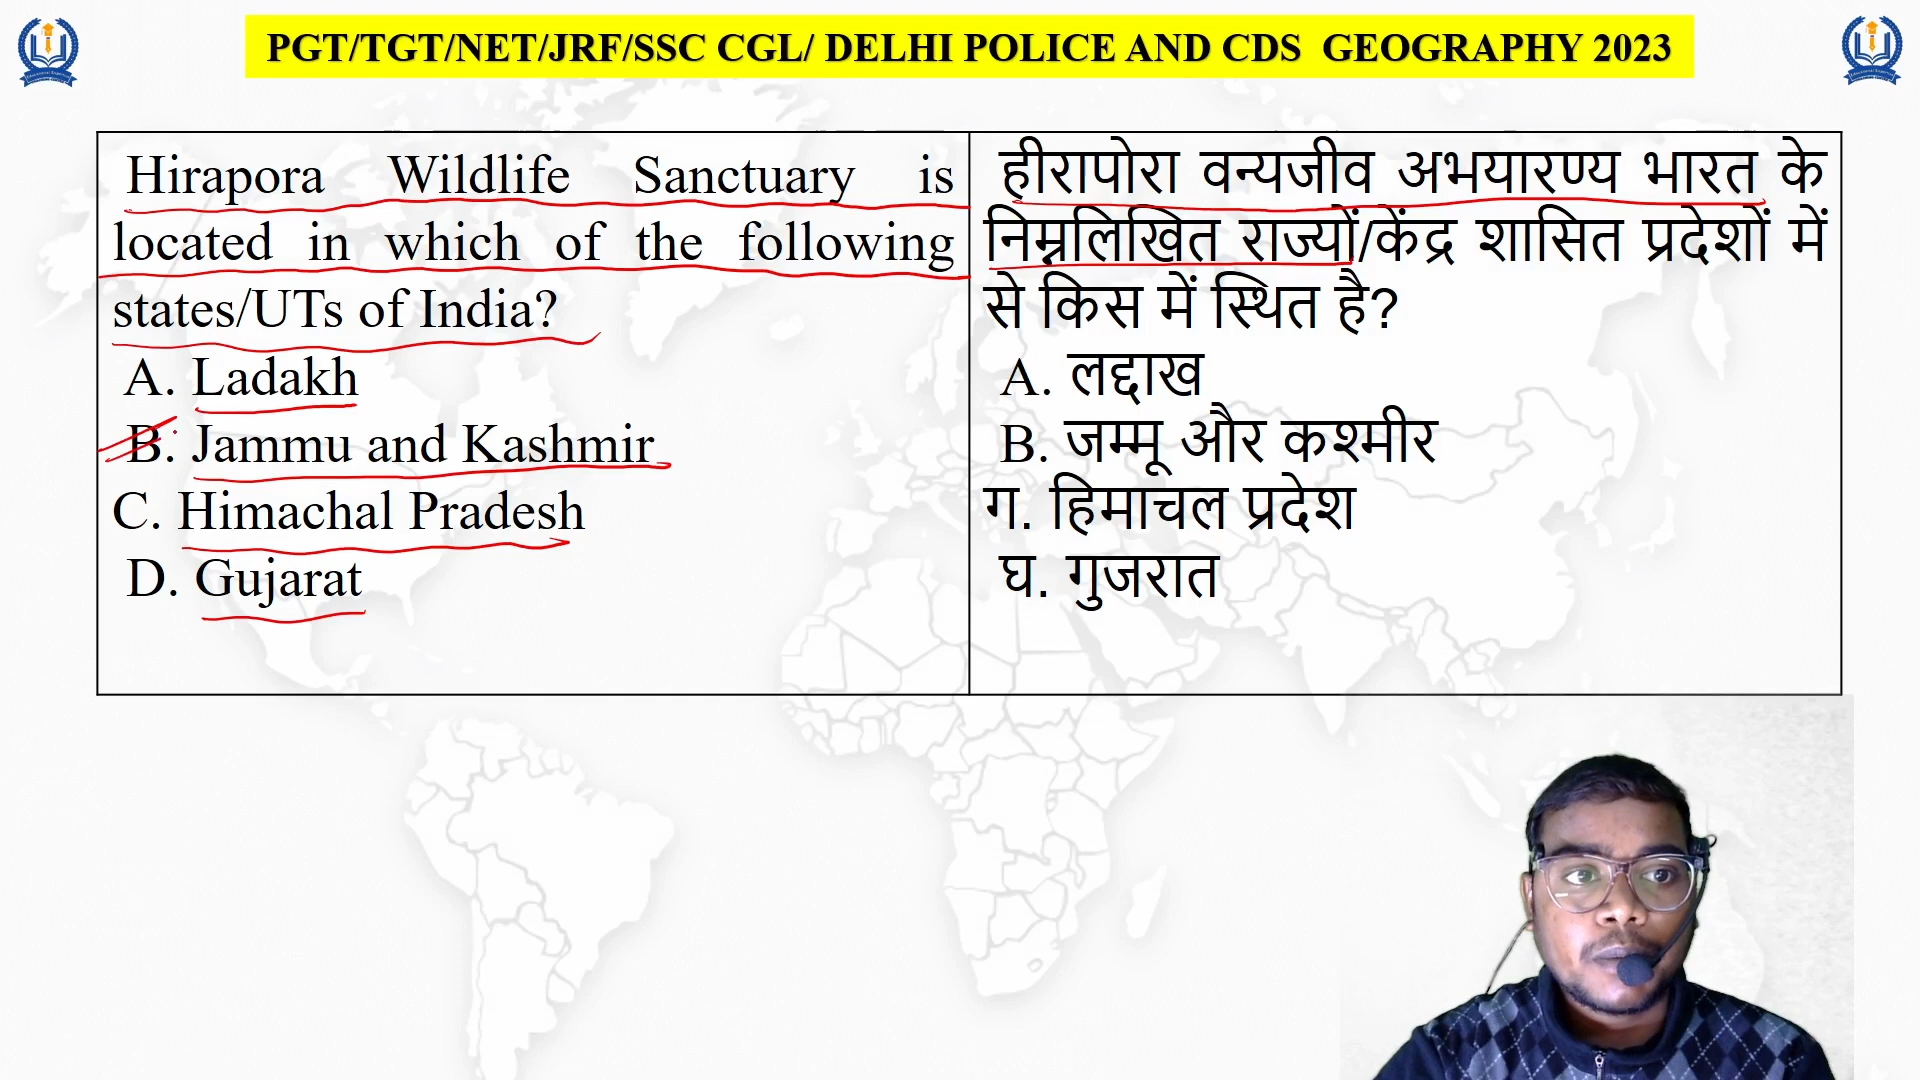 PGT/TGT/NET/JRF/SSC CGL/ DELHI POLICE AND CDS GEOGRAPHY 2023
Hirapora Wildlife Sanctuary is
located in which of the following
states/UTs of India?
A. Ladakh
B. Jammu and Kashmir
C. Himachal Pradesh
D. Gujarat
हीरापोरा वन्यजीव अभयारण्य भारत के
निम्नलिखित राज्यों/केंद्र शासित प्रदेशों में
से किस में स्थित है?
A. लद्दाख
B. जम्मू और कश्मीर
ग. हिमाचल प्रदेश
घ. गुजरात